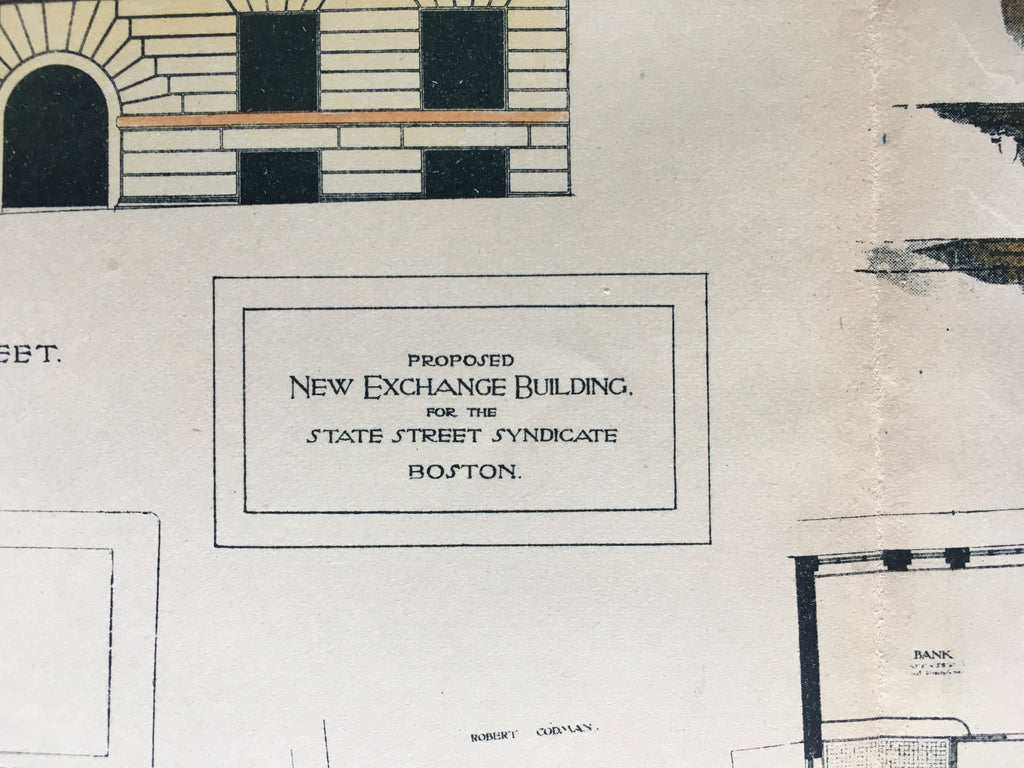 EET.
PROPOSED
NEW EXCHANGE BUILDING,
FOR THE
STATE STREET SYNDICATE
BOSTON.
BANK
ROBERT CODMAN.